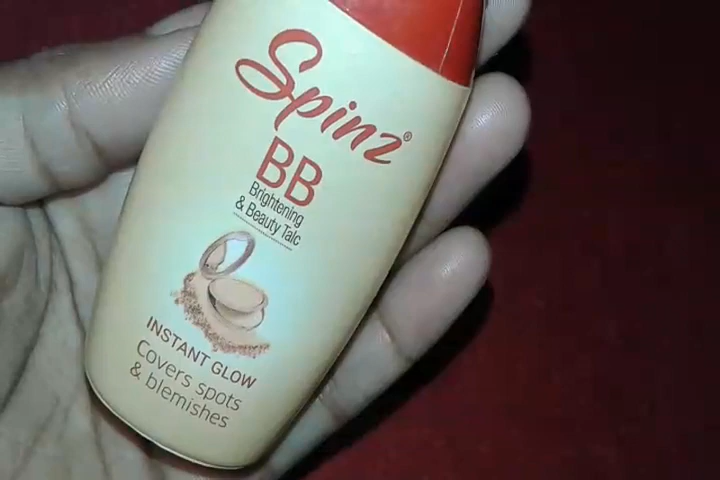 Spinz®
BB
Brightening
& Beauty Talc
INSTANT GLOW
Covers spots
& blemishes